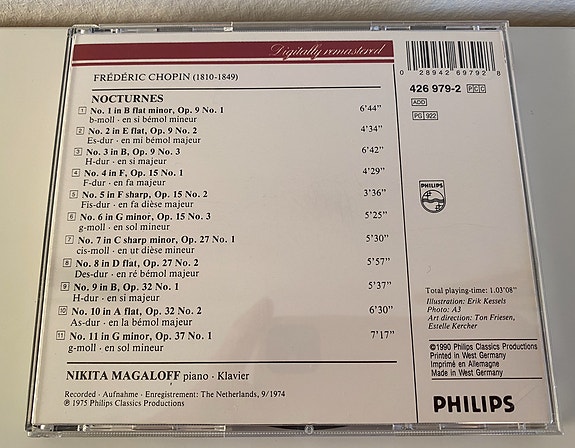 Digitally remastered
FRÉDÉRIC CHOPIN (1810-1849)
NOCTURNES
1 No. 1 in B flat minor, Op. 9 No. 1 6'44"
b-moll · en si bémol mineur
2 No. 2 in E flat, Op. 9 No. 2 4'34"
Es-dur · en mi bémol majeur
3 No. 3 in B, Op. 9 No. 3 6'42"
H-dur · en si majeur
4 No. 4 in F, Op. 15 No. 1 4'29"
F-dur · en fa majeur
5 No. 5 in F sharp, Op. 15 No. 2 3'36"
Fis-dur · en fa dièse majeur
6 No. 6 in G minor, Op. 15 No. 3 5'25"
g-moll · en sol mineur
7 No. 7 in C sharp minor, Op. 27 No. 1 5'30"
cis-moll · en ut dièse mineur
8 No. 8 in D flat, Op. 27 No. 2 5'57"
Des-dur · en ré bémol majeur
9 No. 9 in B, Op. 32 No. 1 5'37"
H-dur · en si majeur
10 No. 10 in A flat, Op. 32 No. 2 6'30"
As-dur · en la bémol majeur
11 No. 11 in G minor, Op. 37 No. 1 7'17"
g-moll · en sol mineur
NIKITA MAGALOFF piano · Klavier
Recorded · Aufnahme · Enregistrement: The Netherlands, 9/1974
℗ 1975 Philips Classics Productions
0 28942 69792 8
426 979-2 PCC
ADD
PG 922
PHILIPS
Total playing-time: 1.03'08"
Illustration: Erik Kessels
Photo: A3
Art direction: Ton Friesen,
Estelle Kercher
©1990 Philips Classics Productions
Printed in West Germany
Imprimé en Allemagne
Made in West Germany
PHILIPS